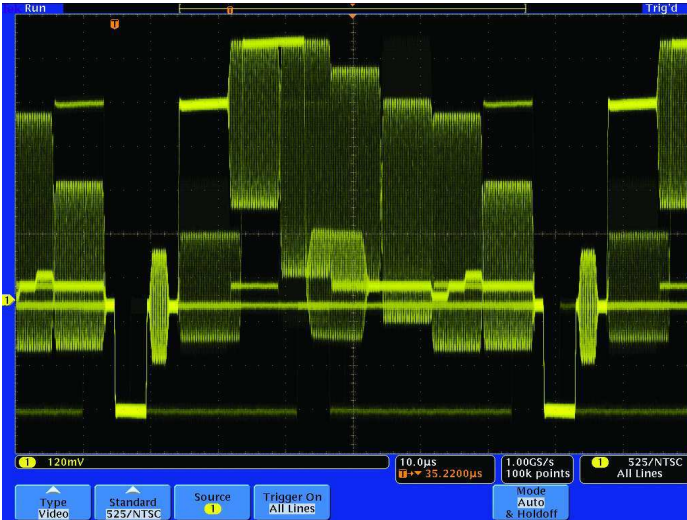 Run
Trig'd
T
T
1
1 120mV
10.0µs
T→▼ 35.2200µs
1.00GS/s
100k points
1 525/NTSC
All Lines
Type
Video
Standard
525/NTSC
Source
1
Trigger On
All Lines
Mode
Auto
& Holdoff